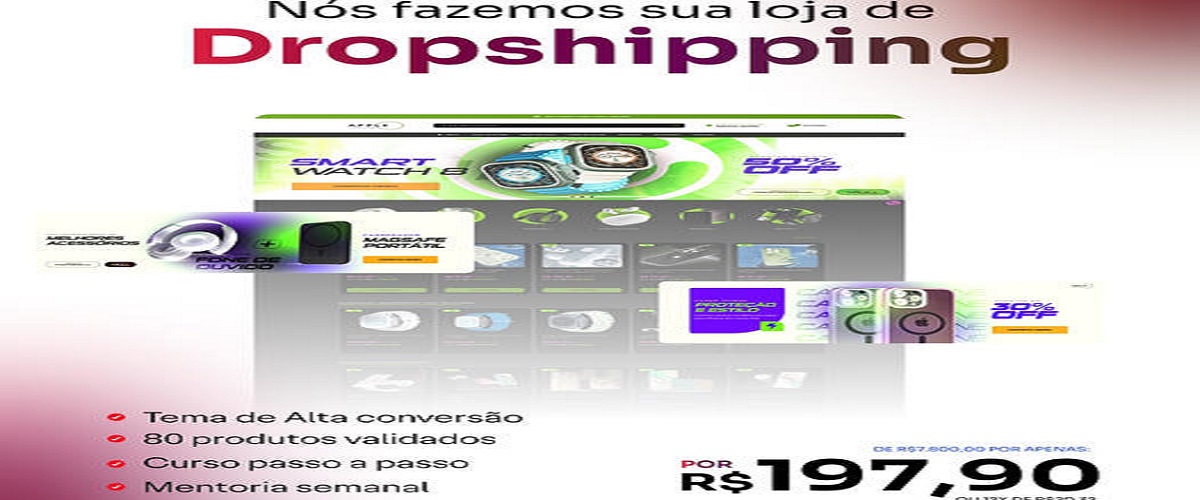 Nós fazemos sua loja de
Dropshipping
SMART
WATCH 8
50%
OFF
MELHORES
ACESSÓRIOS
FONE DE
OUVIDO
MAGSAFE
PORTÁTIL
PROTEÇÃO
E ESTILO
30%
OFF
Tema de Alta conversão
80 produtos validados
Curso passo a passo
Mentoria semanal
DE R$7.800,00 POR APENAS:
POR
R$197,90